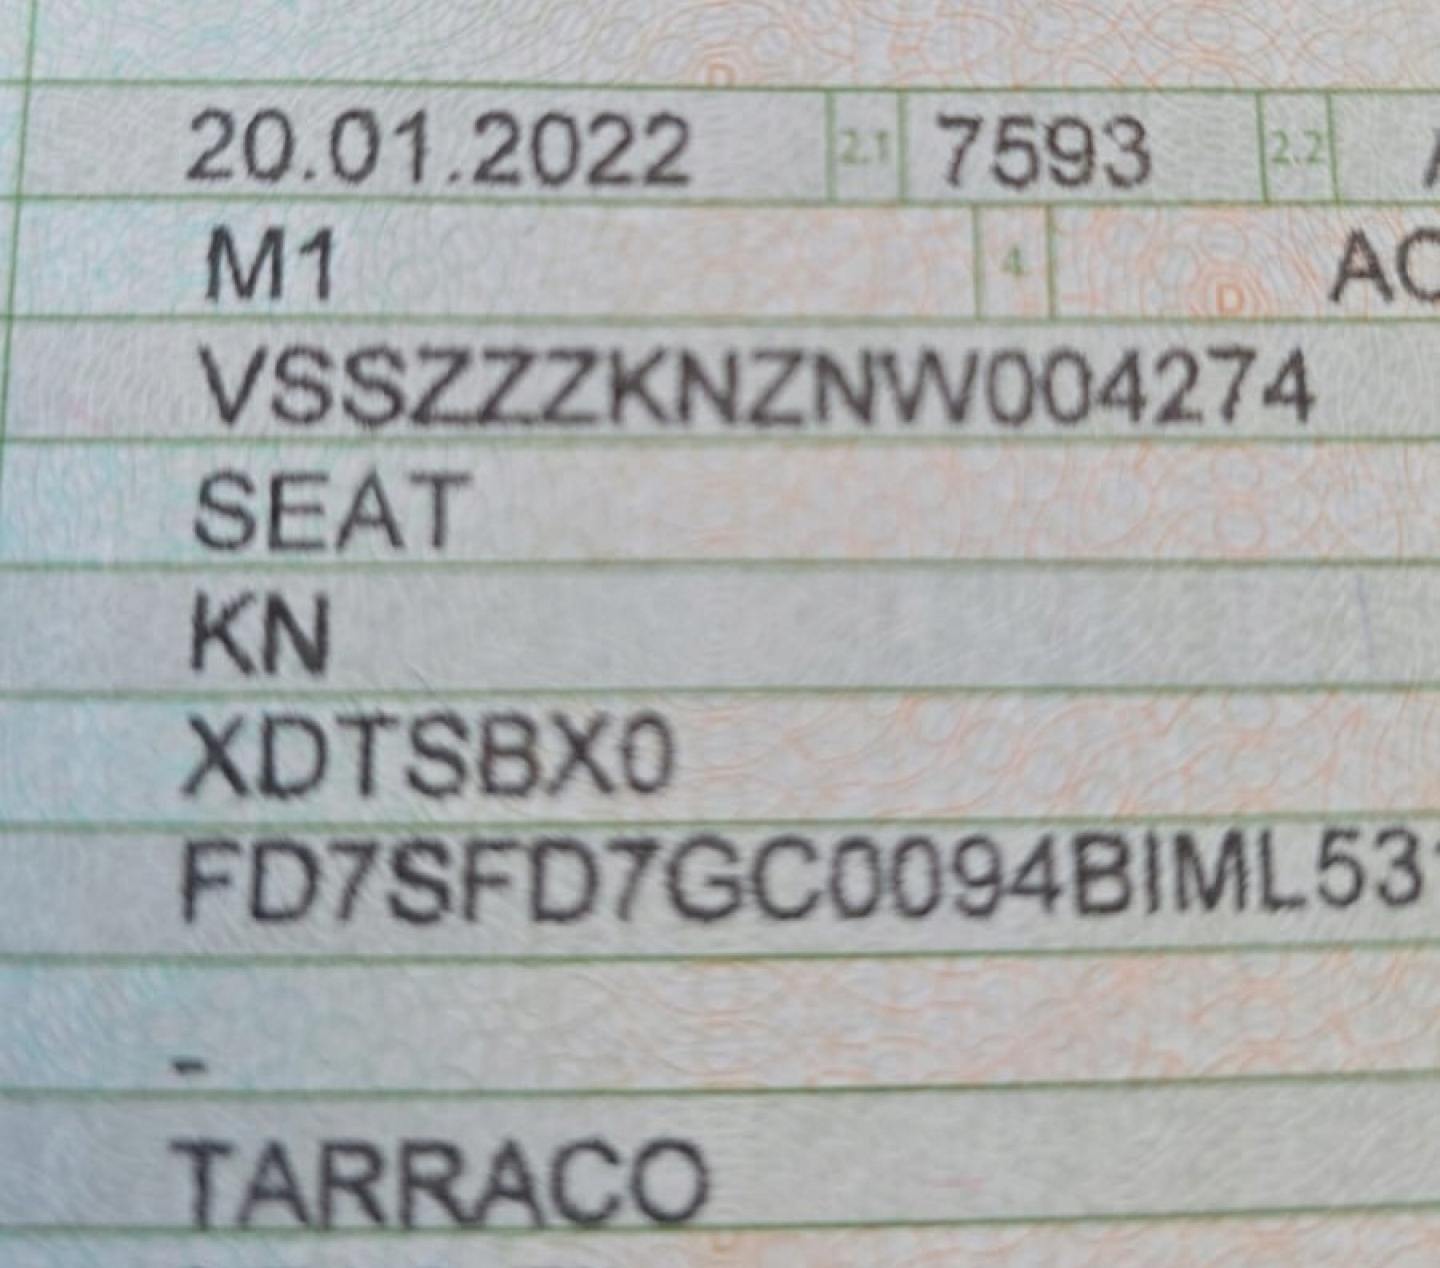 20.01.2022 2.1 7593 2.2
M1 4 AC
VSSZZZKNZNW004274
SEAT
KN
XDTSBX0
FD7SFD7GC0094BIML53
-
TARRACO